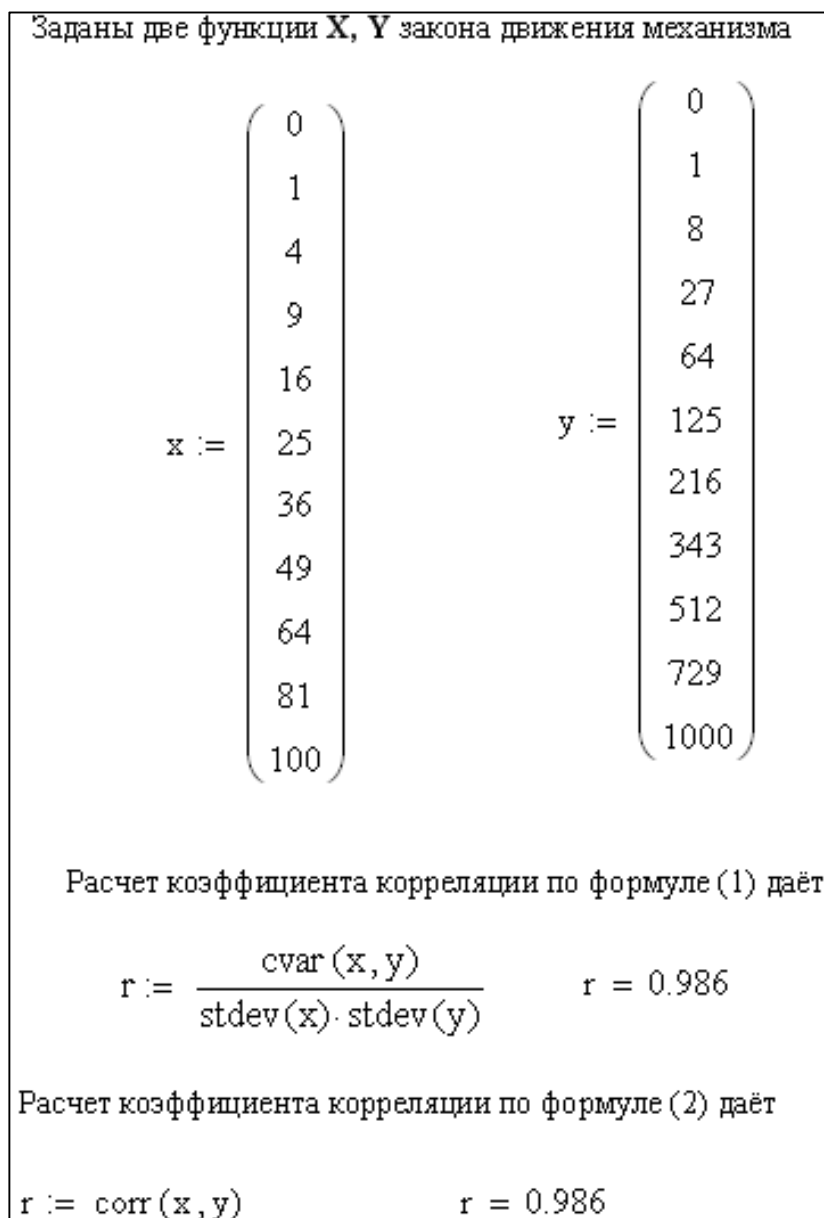 Заданы две функции X, Y закона движения механизма
x := ( 0 1 4 9 16 25 36 49 64 81 100 )
y := ( 0 1 8 27 64 125 216 343 512 729 1000 )
Расчет коэффициента корреляции по формуле (1) даёт
r := cvar(x,y) / stdev(x)·stdev(y)   r = 0.986
Расчет коэффициента корреляции по формуле (2) даёт
r := corr(x,y)   r = 0.986